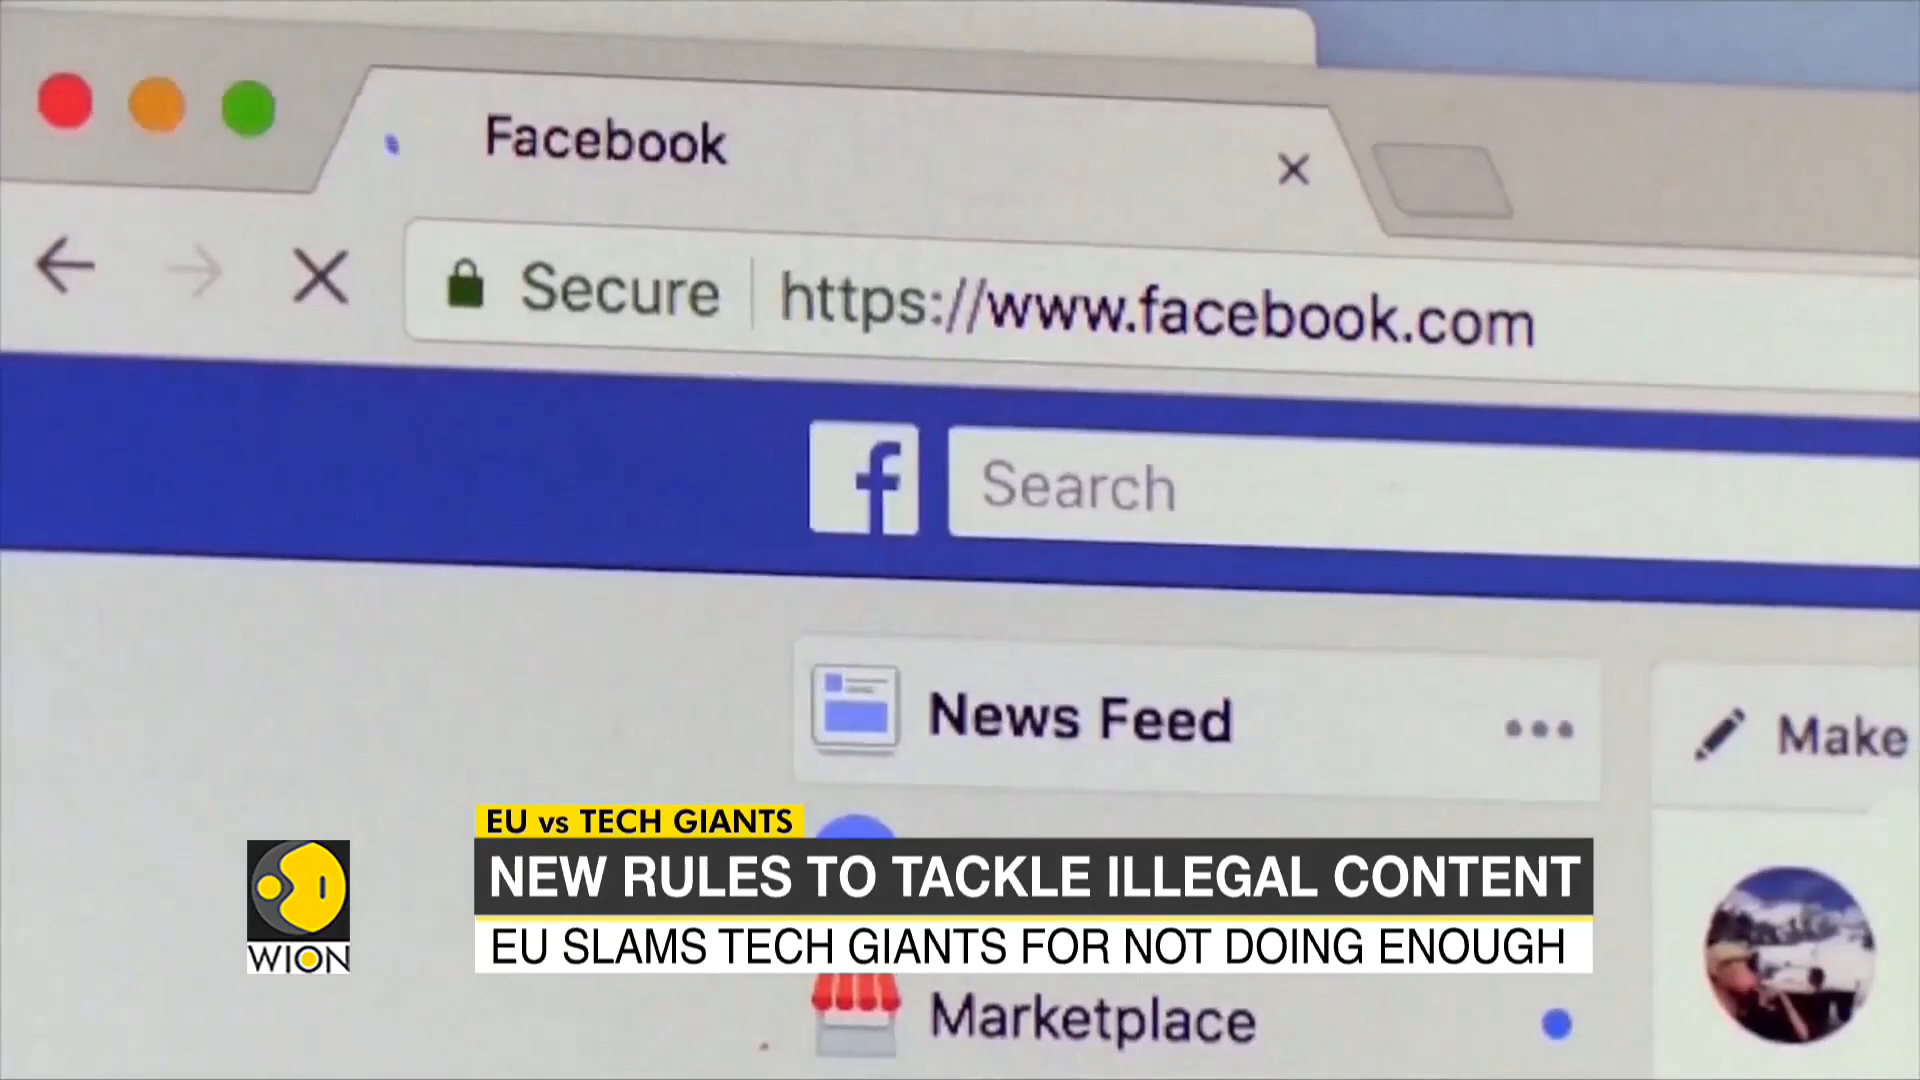 Facebook
Secure https://www.facebook.com
f Search
News Feed
Make
EU vs TECH GIANTS
NEW RULES TO TACKLE ILLEGAL CONTENT
EU SLAMS TECH GIANTS FOR NOT DOING ENOUGH
WION
Marketplace